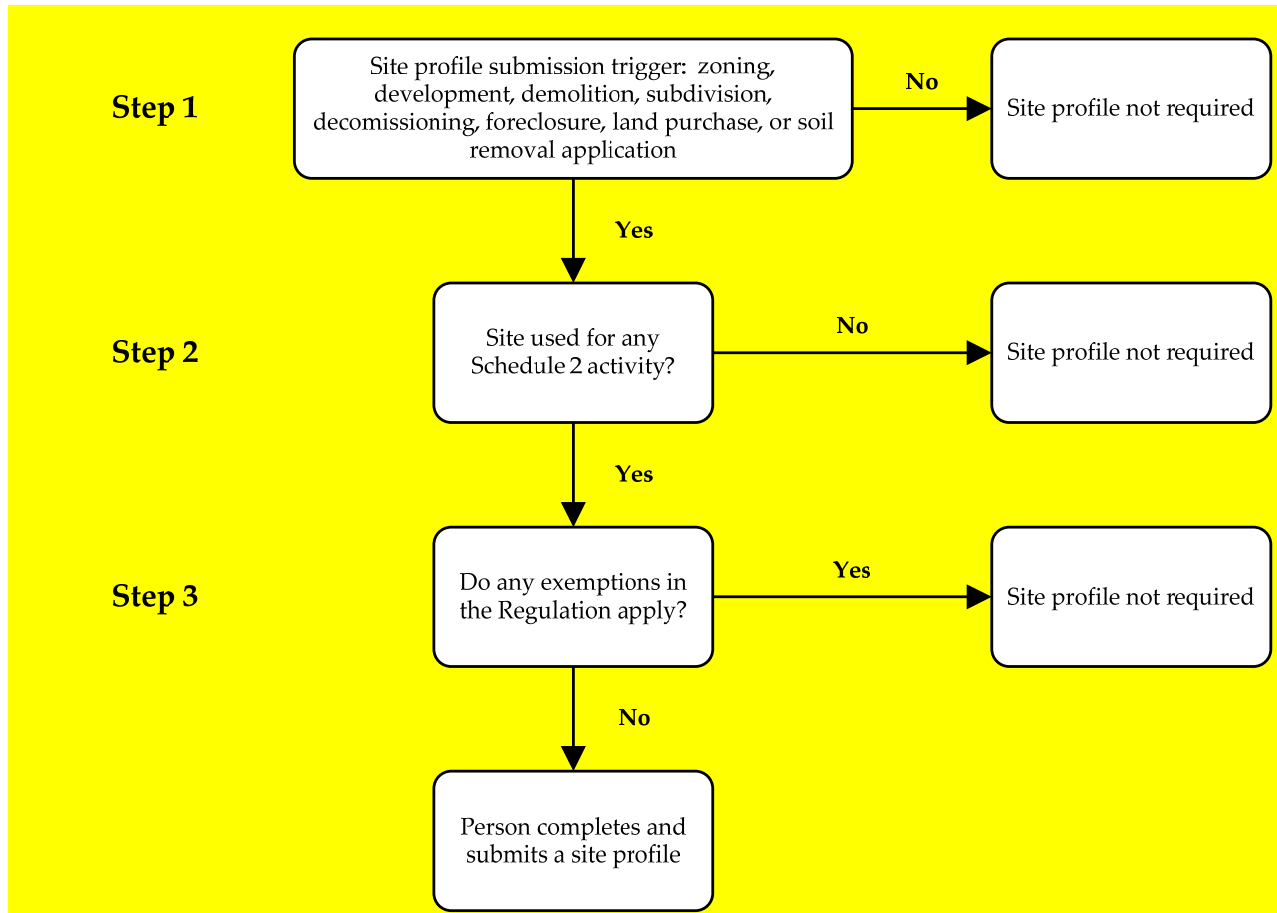 Step 1
Site profile submission trigger: zoning,
development, demolition, subdivision,
decomissioning, foreclosure, land purchase, or soil
removal application
No
Site profile not required
Yes
Step 2
Site used for any
Schedule 2 activity?
No
Site profile not required
Yes
Step 3
Do any exemptions in
the Regulation apply?
Yes
Site profile not required
No
Person completes and
submits a site profile